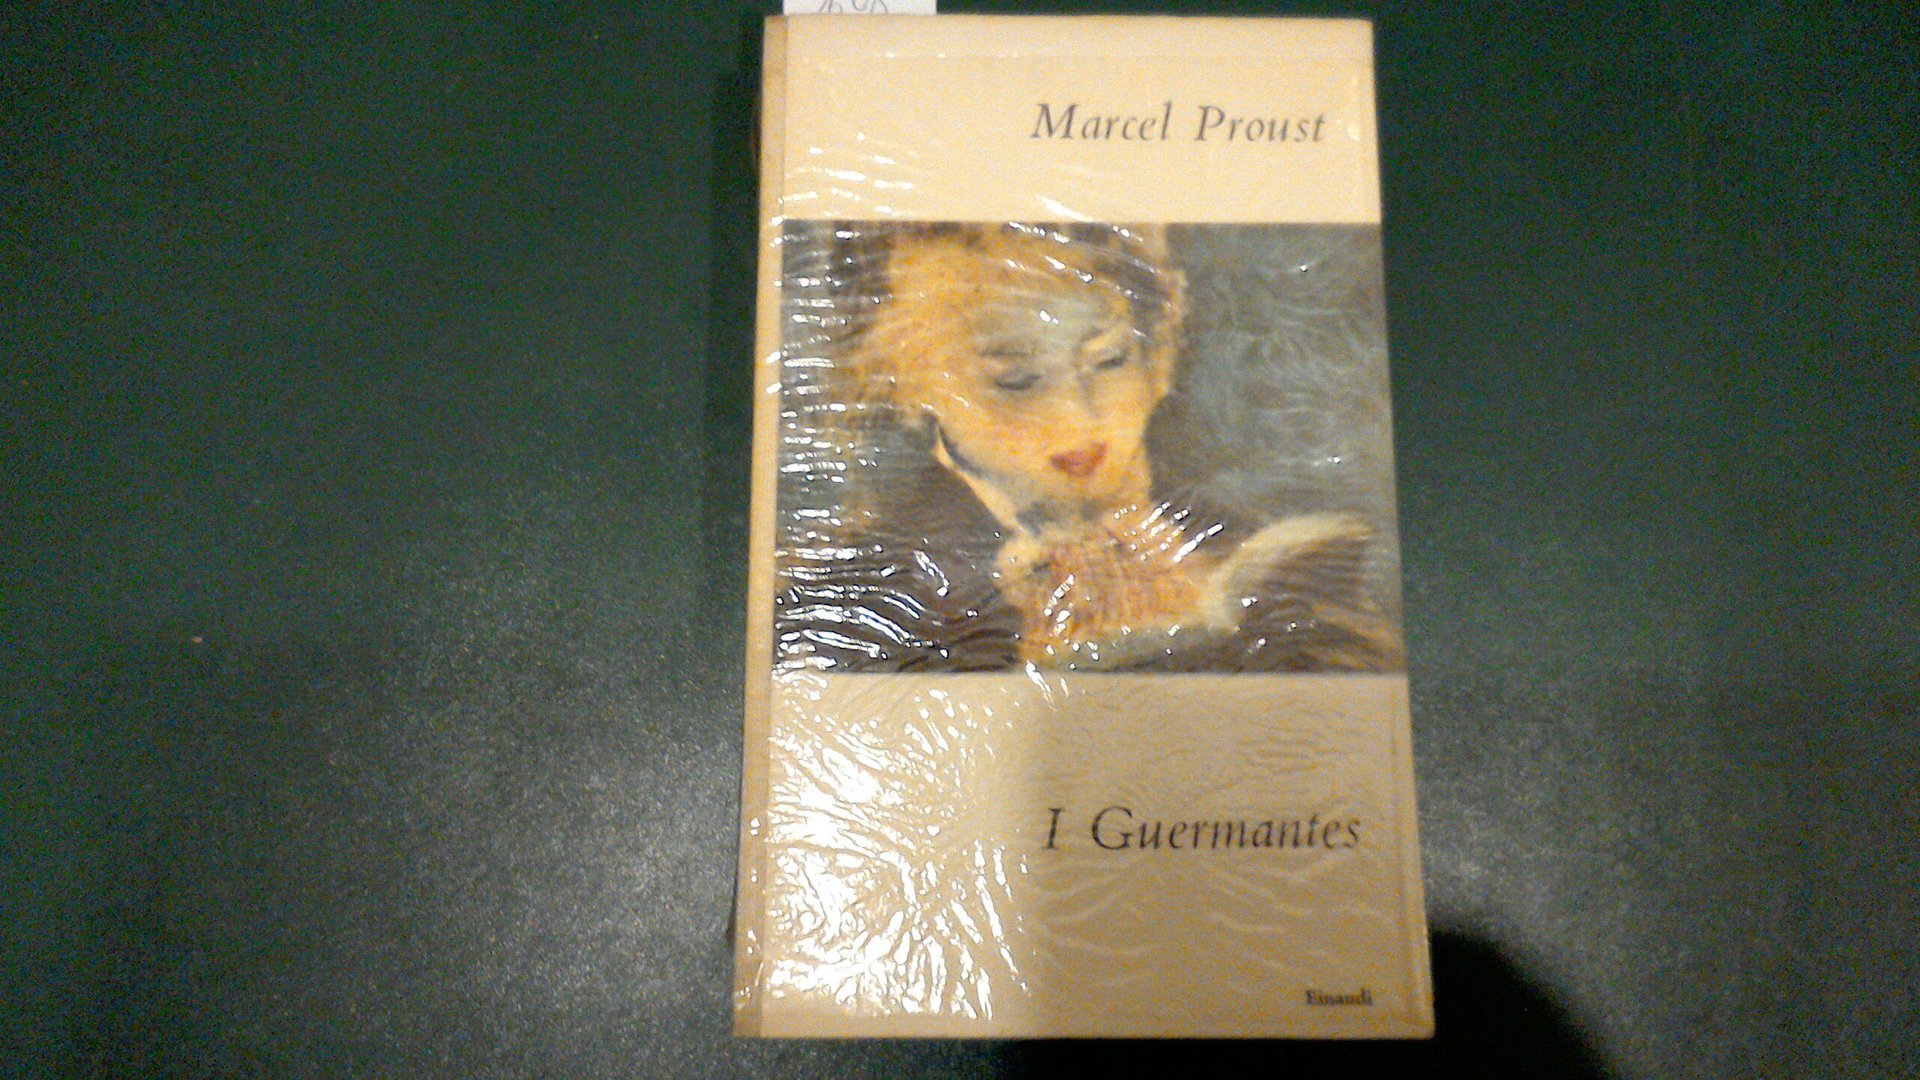 Marcel Proust
I Guermantes
Einaudi